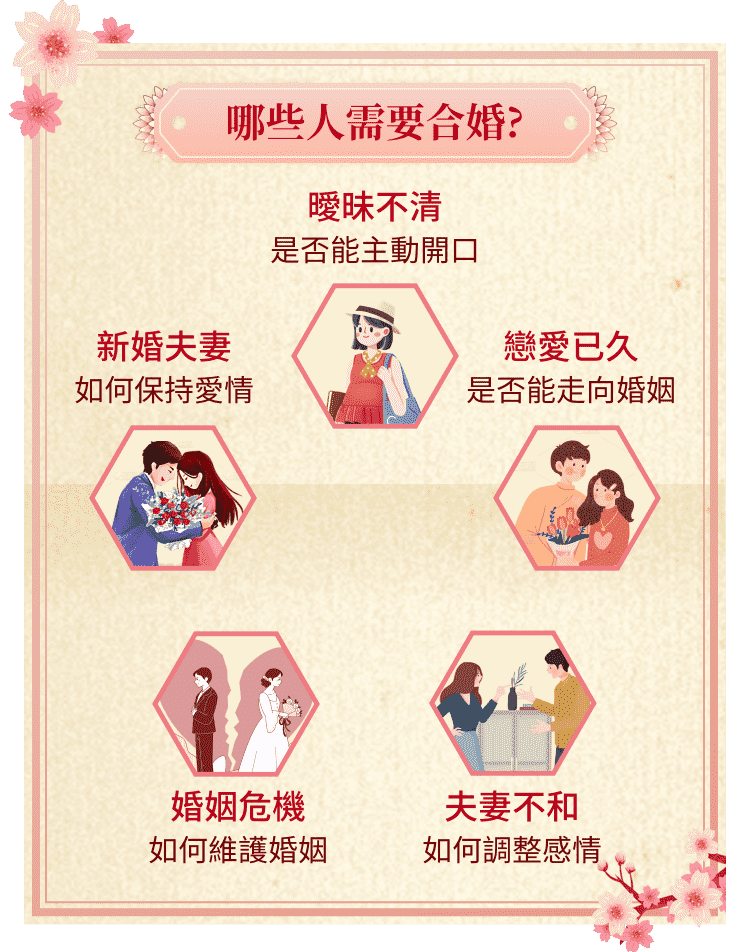 哪些人需要合婚?
曖昧不清
是否能主動開口
新婚夫妻
如何保持愛情
戀愛已久
是否能走向婚姻
婚姻危機
如何維護婚姻
夫妻不和
如何調整感情